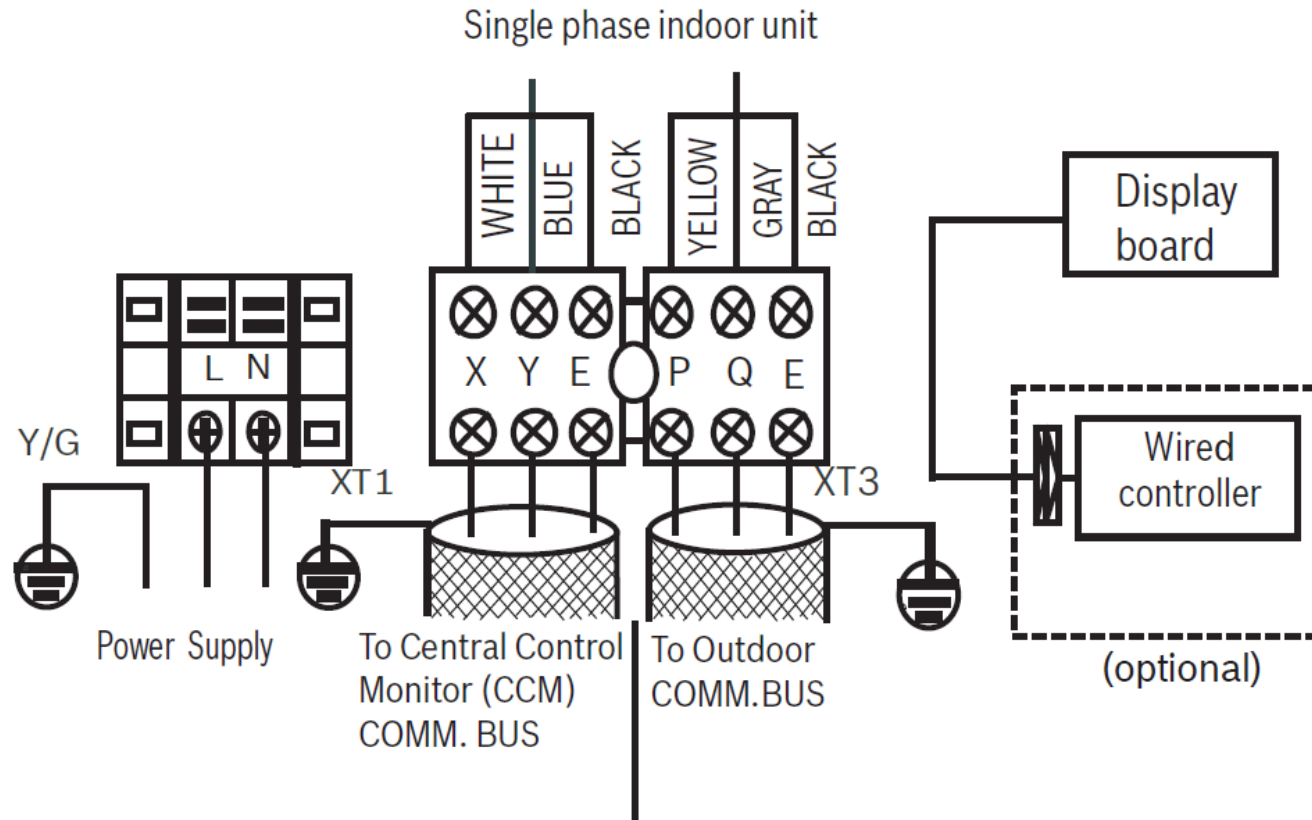 Single phase indoor unit
WHITE
BLUE
BLACK
YELLOW
GRAY
BLACK
Display
board
L N
X Y E P Q E
Y/G
XT1
XT3
Wired
controller
Power Supply
To Central Control
Monitor (CCM)
COMM. BUS
To Outdoor
COMM.BUS
(optional)